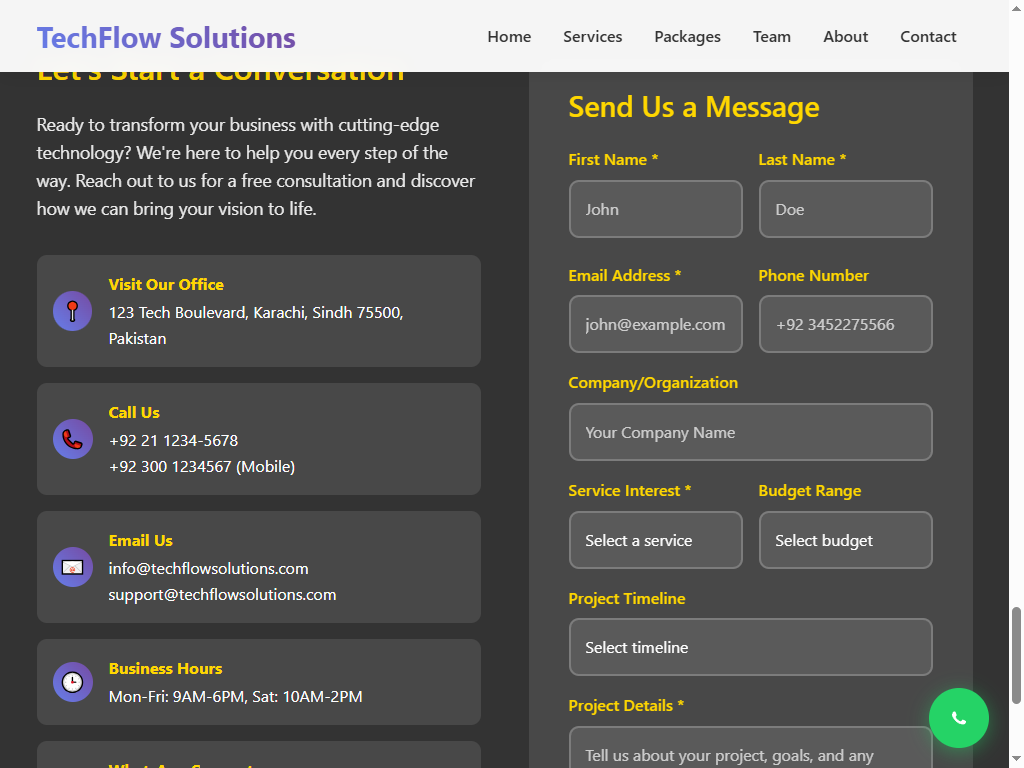 TechFlow Solutions
Home
Services
Packages
Team
About
Contact
Let's Start a Conversation
Ready to transform your business with cutting-edge
technology? We're here to help you every step of the
way. Reach out to us for a free consultation and discover
how we can bring your vision to life.
Visit Our Office
123 Tech Boulevard, Karachi, Sindh 75500,
Pakistan
Call Us
+92 21 1234-5678
+92 300 1234567 (Mobile)
Email Us
info@techflowsolutions.com
support@techflowsolutions.com
Business Hours
Mon-Fri: 9AM-6PM, Sat: 10AM-2PM
Send Us a Message
First Name *
Last Name *
John
Doe
Email Address *
Phone Number
john@example.com
+92 3452275566
Company/Organization
Your Company Name
Service Interest *
Budget Range
Select a service
Select budget
Project Timeline
Select timeline
Project Details *
Tell us about your project, goals, and any